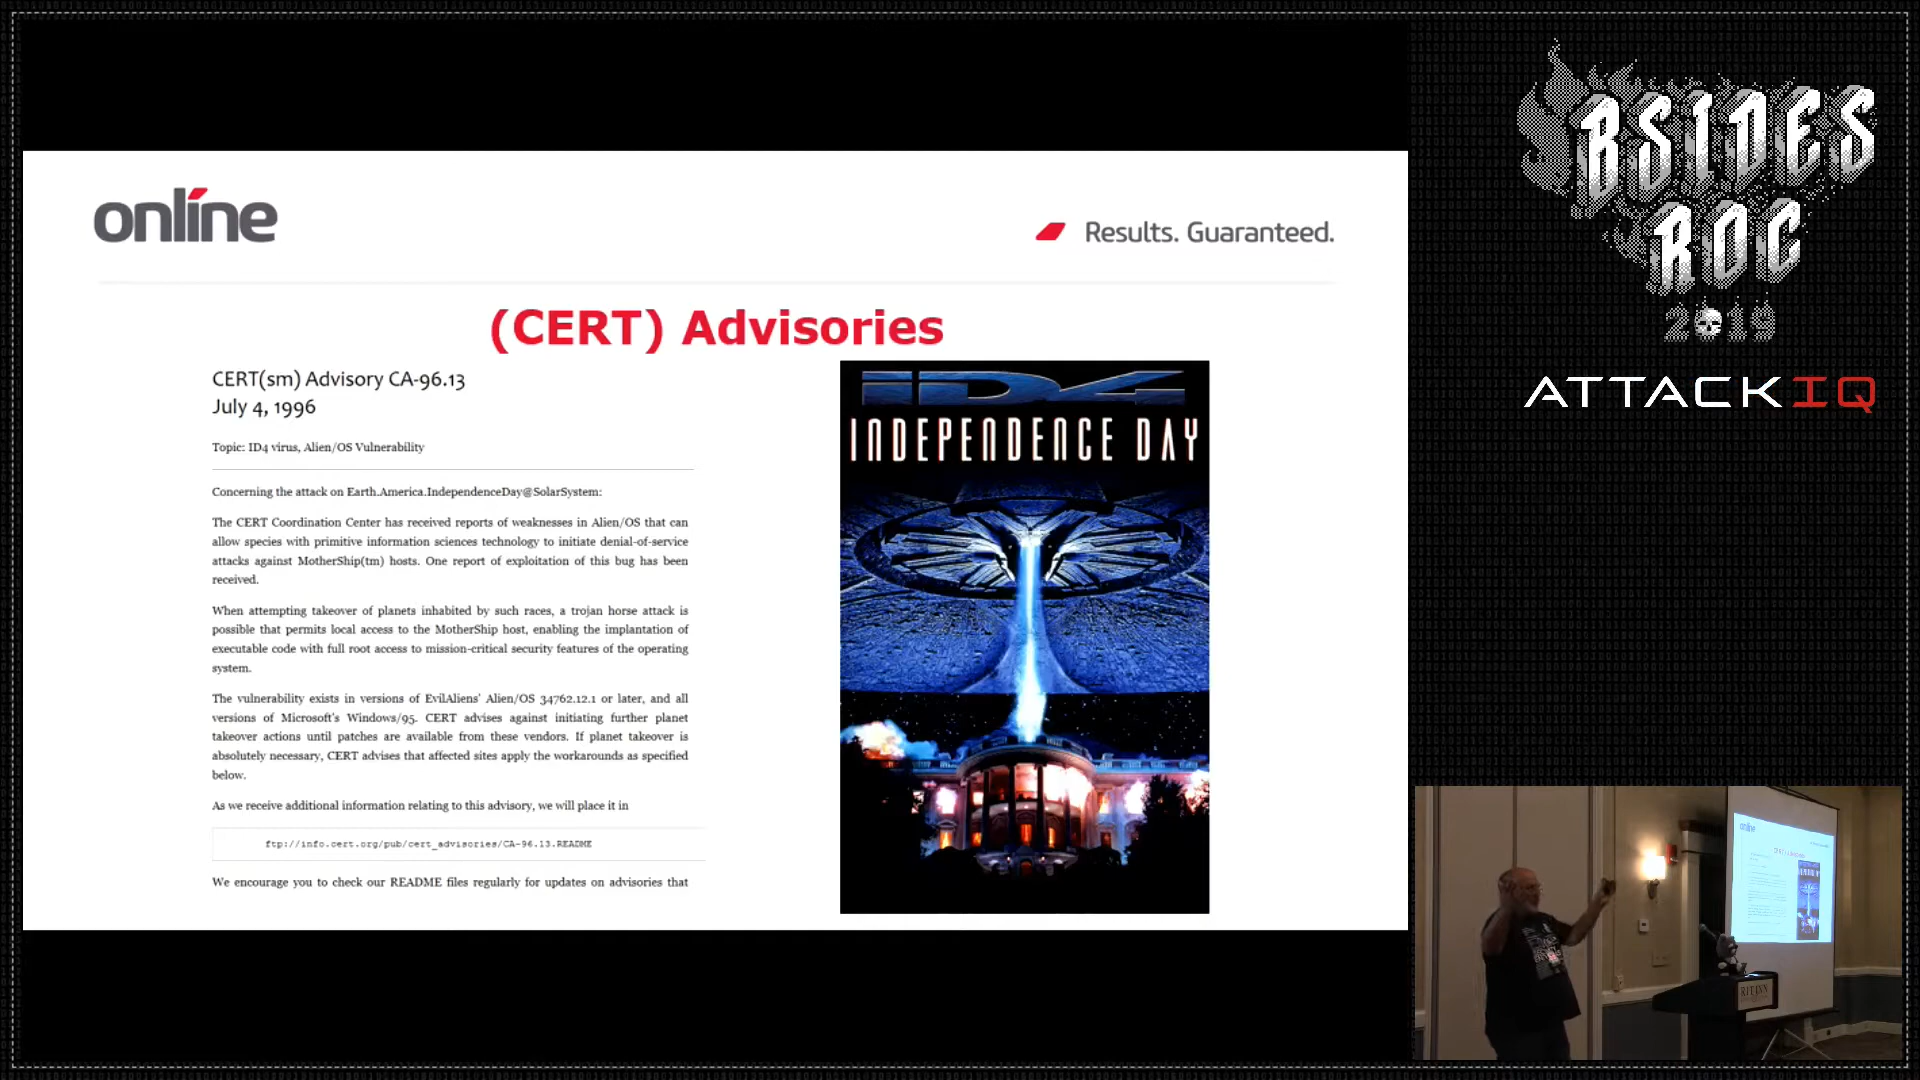 online
Results. Guaranteed.
(CERT) Advisories
CERT(sm) Advisory CA-96.13
July 4, 1996
Topic: ID4 virus, Alien/OS Vulnerability
Concerning the attack on Earth.America.IndependenceDay@SolarSystem:
The CERT Coordination Center has received reports of weaknesses in Alien/OS that can
allow species with primitive information sciences technology to initiate denial-of-service
attacks against MotherShip(tm) hosts. One report of exploitation of this bug has been
received.
When attempting takeover of planets inhabited by such races, a trojan horse attack is
possible that permits local access to the MotherShip host, enabling the implantation of
executable code with full root access to mission-critical security features of the operating
system.
The vulnerability exists in versions of EvilAliens' Alien/OS 34762.12.1 or later, and all
versions of Microsoft's Windows/95. CERT advises against initiating further planet
takeover actions until patches are available from these vendors. If planet takeover is
absolutely necessary, CERT advises that affected sites apply the workarounds as specified
below.
As we receive additional information relating to this advisory, we will place it in
ftp://info.cert.org/pub/cert_advisories/CA-96.13.README
We encourage you to check our README files regularly for updates on advisories that
ID4
INDEPENDENCE DAY
BSIDES
ROC
2019
ATTACKIQ
online
RIT INN